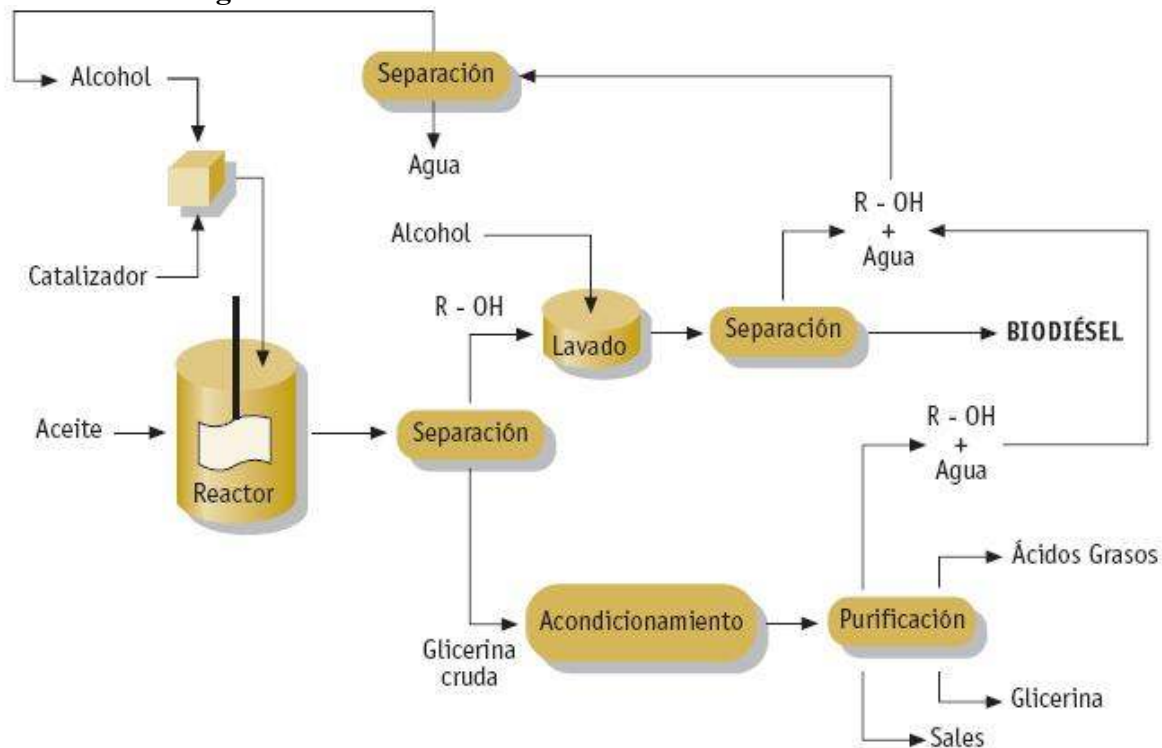 Alcohol
Separación
Agua
R - OH
+
Agua
Alcohol
Catalizador
R - OH
Lavado
Separación
BIODIÉSEL
Aceite
Reactor
Separación
R - OH
+
Agua
Ácidos Grasos
Acondicionamiento
Purificación
Glicerina
cruda
Glicerina
Sales